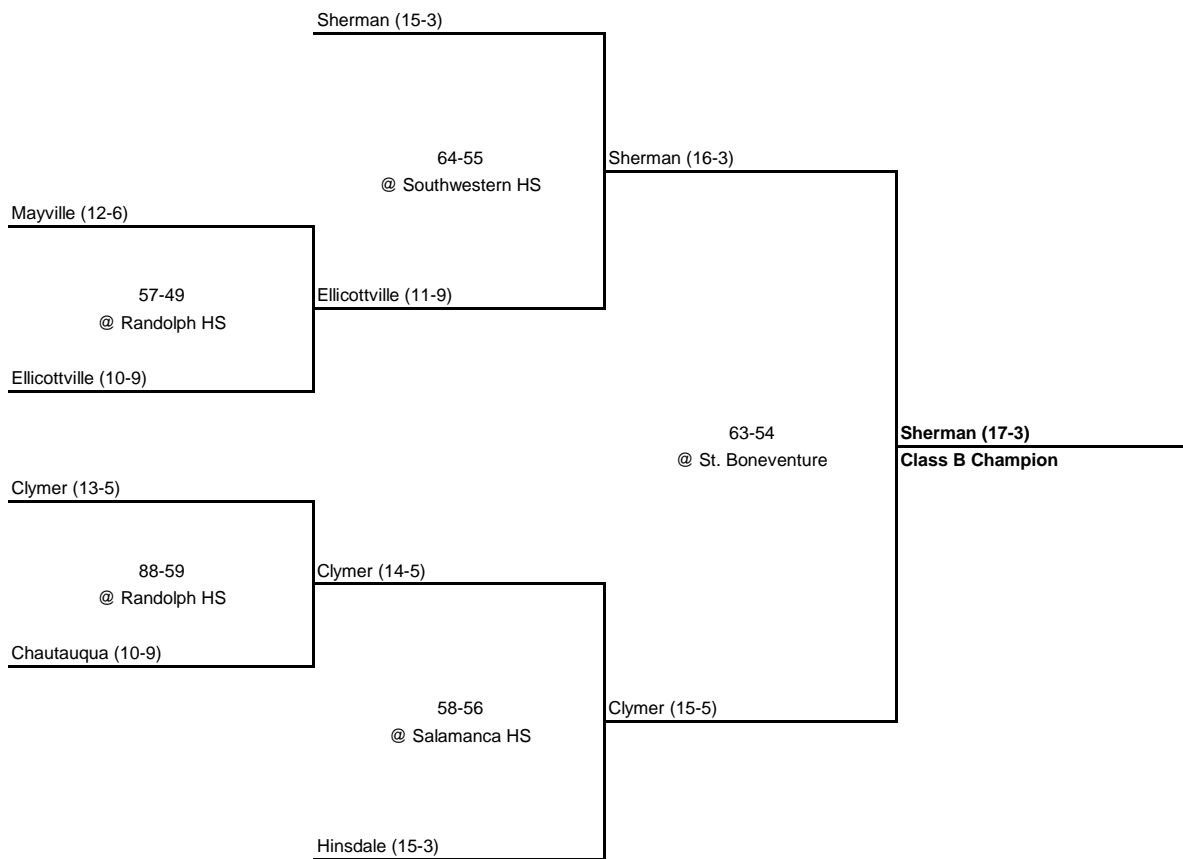 Sherman (15-3)
64-55
@ Southwestern HS
Sherman (16-3)
Mayville (12-6)
57-49
@ Randolph HS
Ellicottville (11-9)
Ellicottville (10-9)
63-54
@ St. Boneventure
Sherman (17-3)
Class B Champion
Clymer (13-5)
88-59
@ Randolph HS
Clymer (14-5)
Chautauqua (10-9)
58-56
@ Salamanca HS
Clymer (15-5)
Hinsdale (15-3)